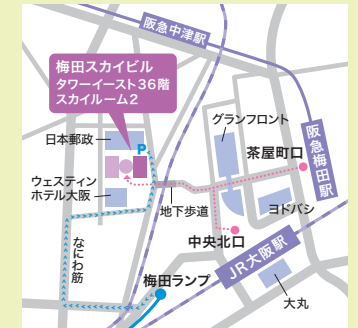 阪急中津駅
梅田スカイビル
タワーイースト36階
スカイルーム2
グランフロント
日本郵政
P
茶屋町口
阪急梅田駅
ウェスティン
ホテル大阪
地下歩道
ヨドバシ
中央北口
なにわ筋
JR大阪駅
梅田ランプ
大丸